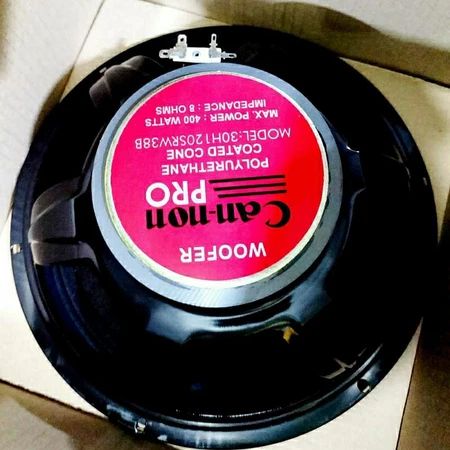 WOOFER
Can-non
PRO
POLYURETHANE
COATED CONE
MODEL:30H120SRW38B
MAX. POWER : 400 WATTS
IMPEDANCE : 8 OHMS